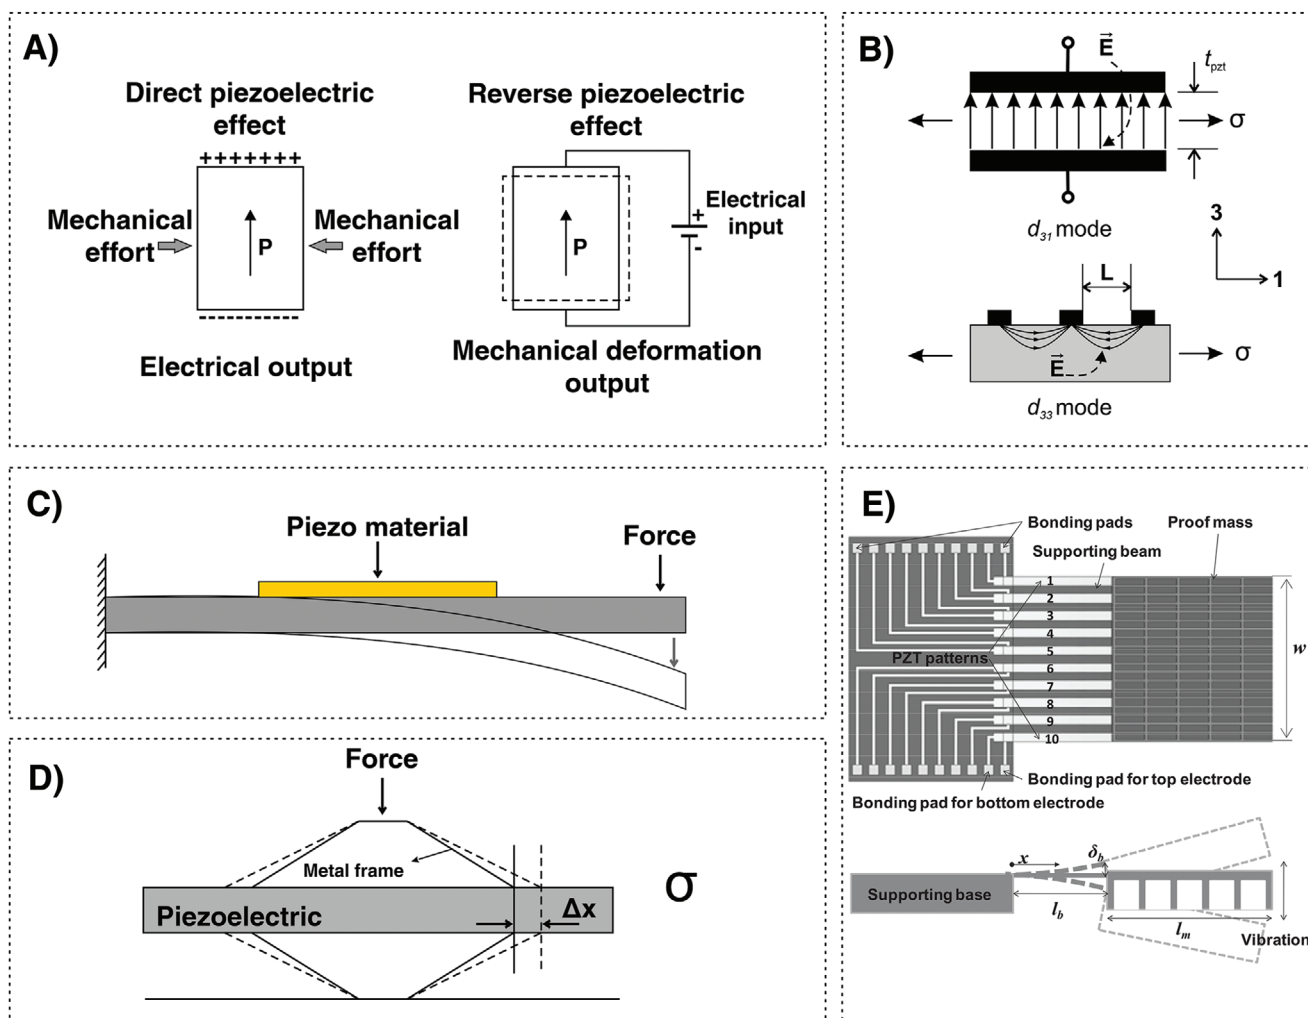 A)
Direct piezoelectric
effect
+++++++
Mechanical
effort
P
Mechanical
effort
-------
Electrical output
Reverse piezoelectric
effect
P
+
-
Electrical
input
Mechanical deformation
output
B)
E
t pzt
σ
d31 mode
3
1
L
E
σ
d33 mode
C)
Piezo material
Force
D)
Force
Metal frame
Piezoelectric
Δx
σ
E)
Bonding pads
Proof mass
Supporting beam
1
2
3
4
5
PZT patterns
6
7
8
9
10
w
Bonding pad for top electrode
Bonding pad for bottom electrode
x
δb
Supporting base
lb
lm
Vibration